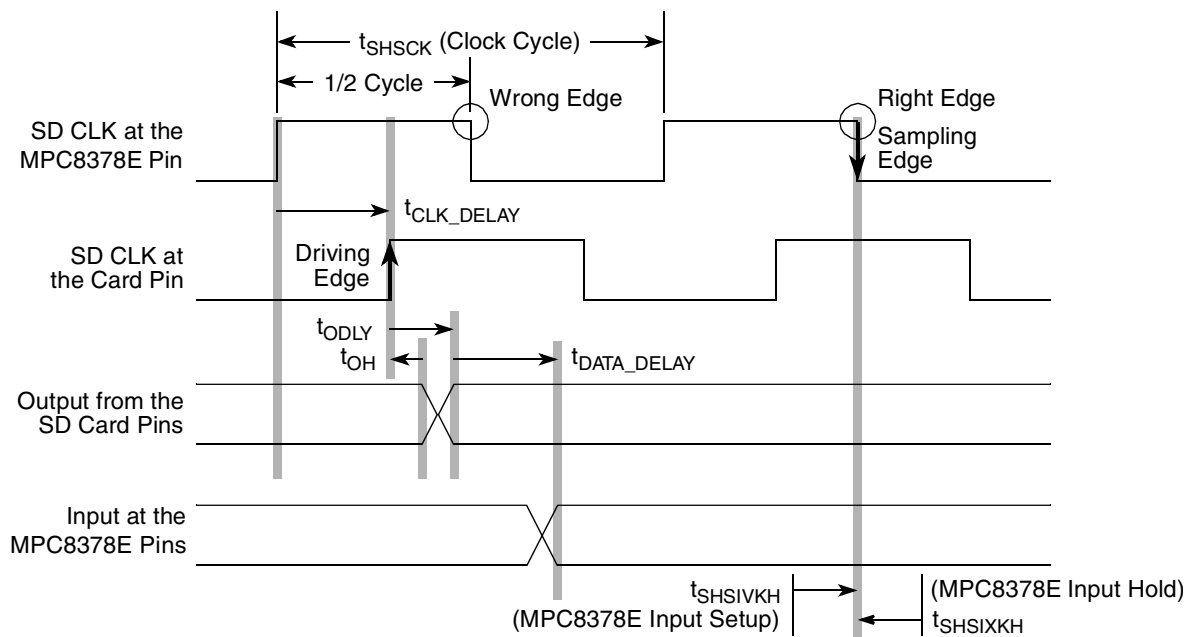 tSHSCK (Clock Cycle)
1/2 Cycle
Wrong Edge
Right Edge
SD CLK at the
MPC8378E Pin
Sampling
Edge
tCLK_DELAY
SD CLK at
the Card Pin
Driving
Edge
tODLY
tOH
tDATA_DELAY
Output from the
SD Card Pins
Input at the
MPC8378E Pins
tSHSIVKH
(MPC8378E Input Setup)
(MPC8378E Input Hold)
tSHSIXKH